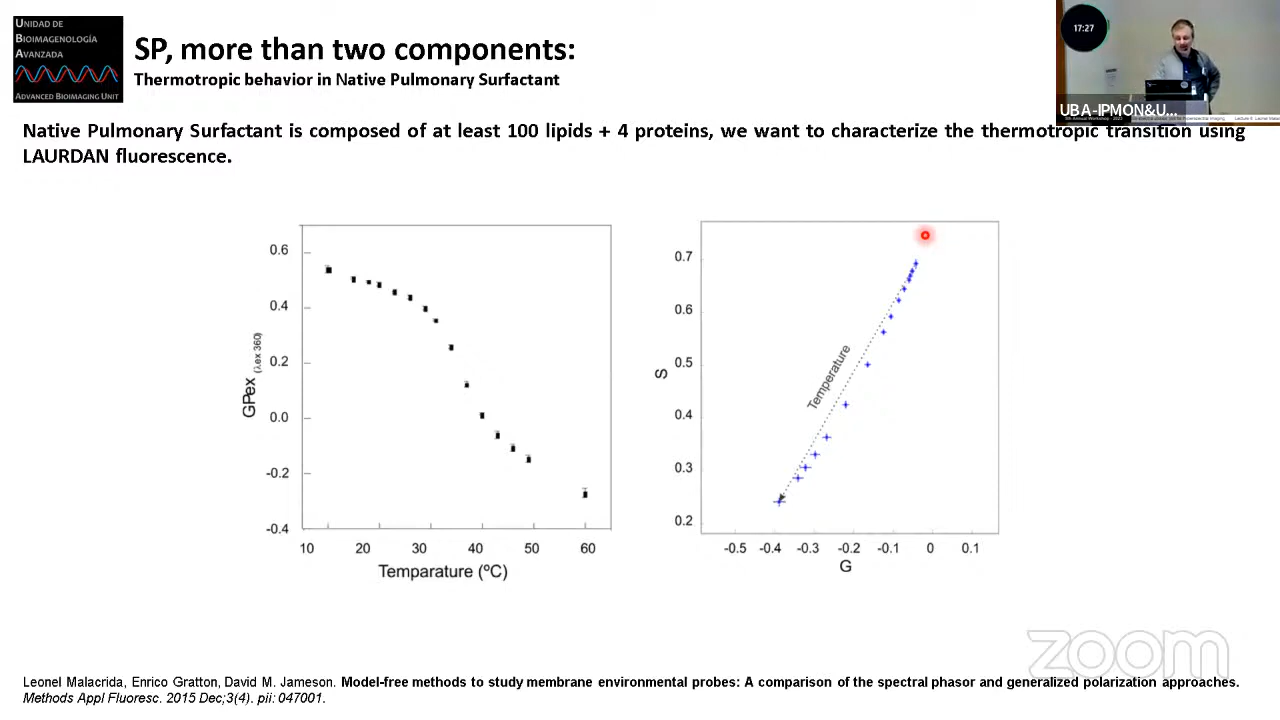 UNIDAD DE
BIOIMAGENOLOGÍA
AVANZADA
ADVANCED BIOIMAGING UNIT
SP, more than two components:
Thermotropic behavior in Native Pulmonary Surfactant
17:27
UBA-IPMON&U...
Native Pulmonary Surfactant is composed of at least 100 lipids + 4 proteins, we want to characterize the thermotropic transition using
LAURDAN fluorescence.
GPex (λex 360)
0.6
0.4
0.2
0.0
-0.2
-0.4
10 20 30 40 50 60
Temparature (ºC)
S
0.7
0.6
0.5
0.4
0.3
0.2
Temperature
-0.5 -0.4 -0.3 -0.2 -0.1 0 0.1
G
zoom
Leonel Malacrida, Enrico Gratton, David M. Jameson. Model-free methods to study membrane environmental probes: A comparison of the spectral phasor and generalized polarization approaches.
Methods Appl Fluoresc. 2015 Dec;3(4). pii: 047001.